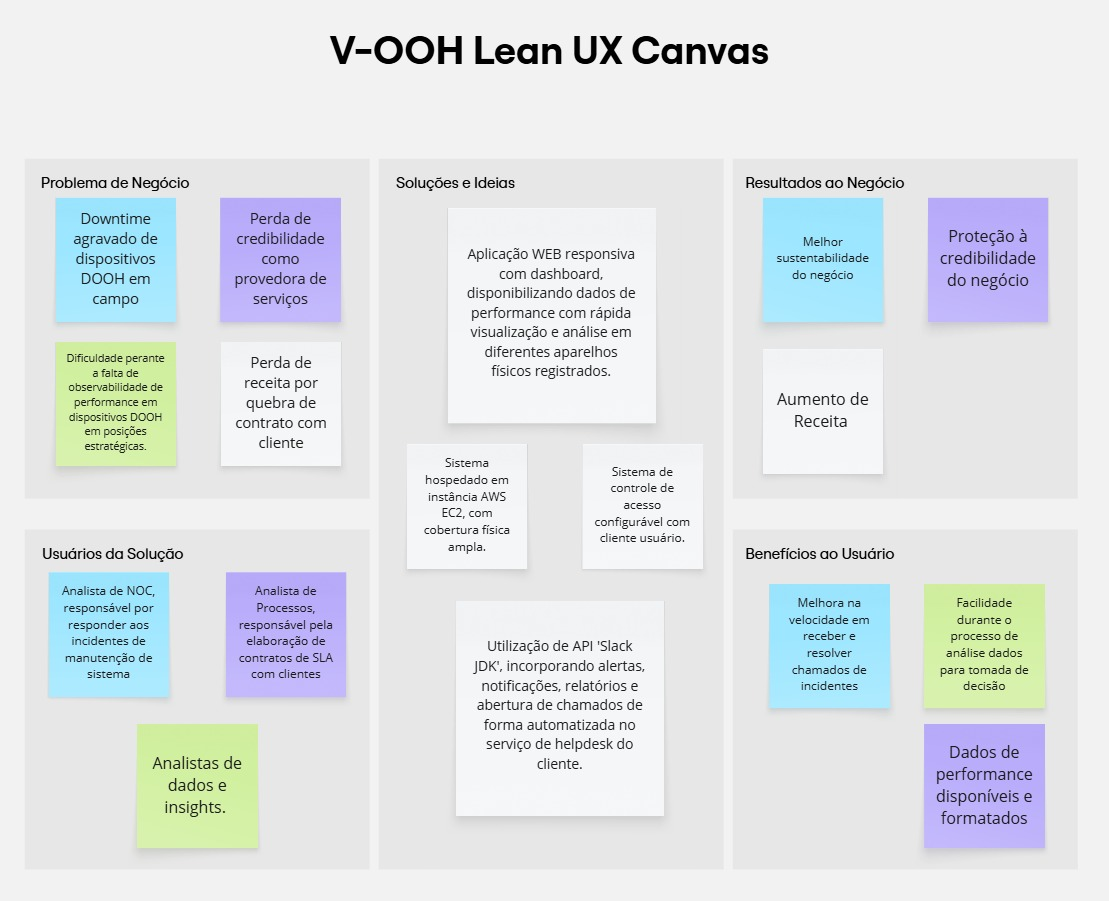 V-OOH Lean UX Canvas
Problema de Negócio
Downtime
agravado de
dispositivos
DOOH em
campo
Perda de
credibilidade
como
provedora de
serviços
Dificuldade perante
a falta de
observabilidade de
performance em
dispositivos DOOH
em posições
estratégicas.
Perda de
receita por
quebra de
contrato com
cliente
Soluções e Ideias
Aplicação WEB responsiva
com dashboard,
disponibilizando dados de
performance com rápida
visualização e análise em
diferentes aparelhos
físicos registrados.
Sistema
hospedado em
instância AWS
EC2, com
cobertura física
ampla.
Sistema de
controle de
acesso
configurável com
cliente usuário.
Utilização de API 'Slack
JDK', incorporando alertas,
notificações, relatórios e
abertura de chamados de
forma automatizada no
serviço de helpdesk do
cliente.
Resultados ao Negócio
Melhor
sustentabilidade
do negócio
Proteção à
credibilidade
do negócio
Aumento de
Receita
Usuários da Solução
Analista de NOC,
responsável por
responder aos
incidentes de
manutenção de
sistema
Analista de
Processos,
responsável pela
elaboração de
contratos de SLA
com clientes
Analistas de
dados e
insights.
Benefícios ao Usuário
Melhora na
velocidade em
receber e
resolver
chamados de
incidentes
Facilidade
durante o
processo de
análise dados
para tomada de
decisão
Dados de
performance
disponíveis e
formatados